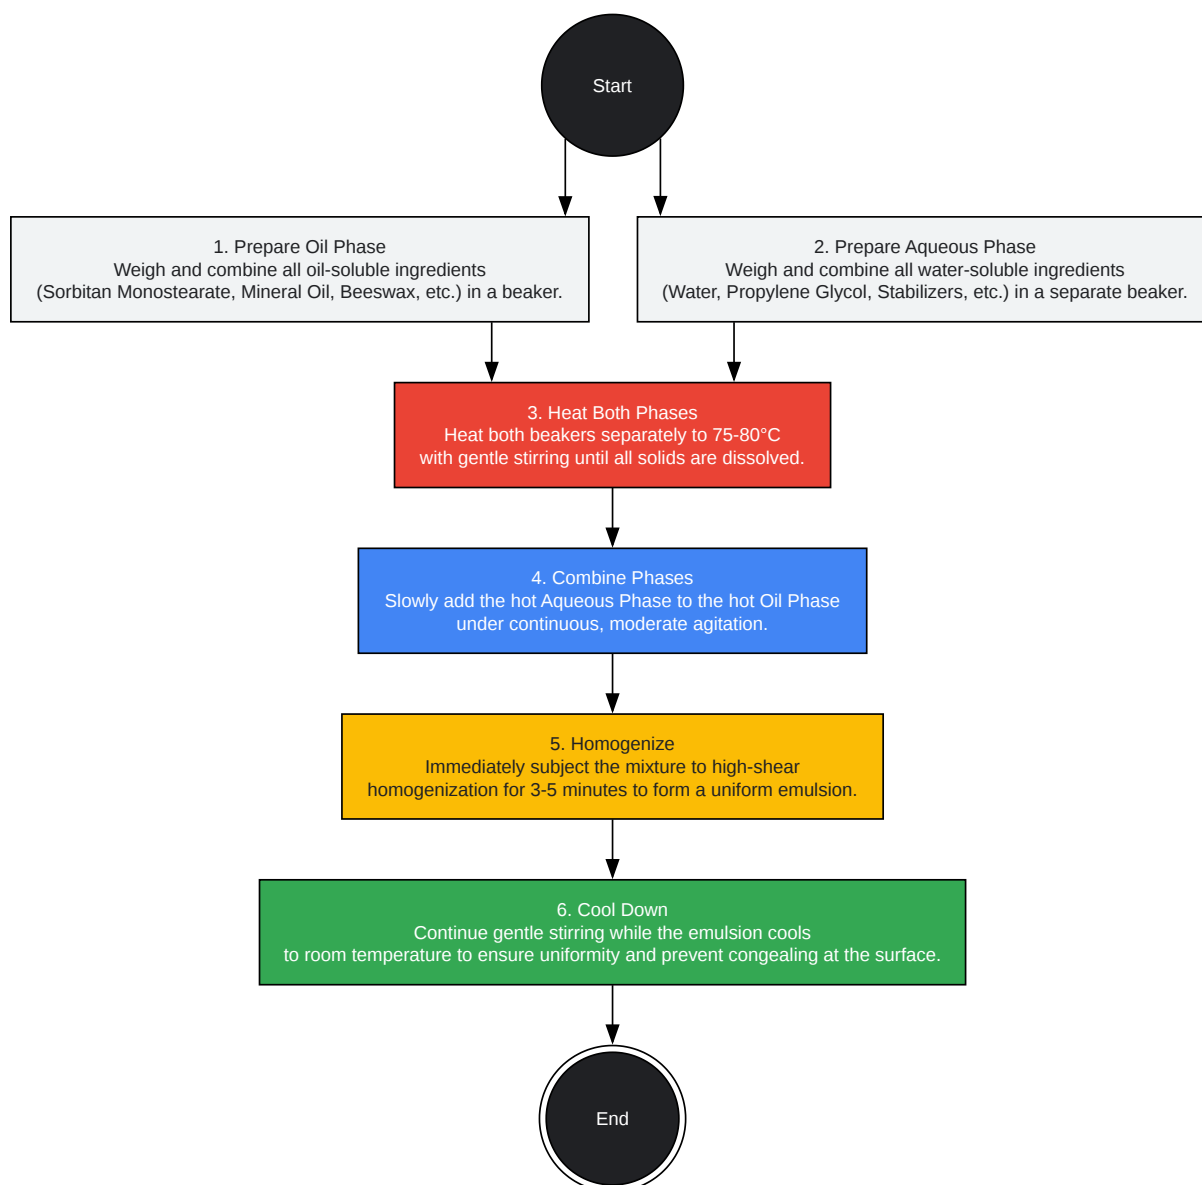 Start
1. Prepare Oil Phase
Weigh and combine all oil-soluble ingredients
(Sorbitan Monostearate, Mineral Oil, Beeswax, etc.) in a beaker.
2. Prepare Aqueous Phase
Weigh and combine all water-soluble ingredients
(Water, Propylene Glycol, Stabilizers, etc.) in a separate beaker.
3. Heat Both Phases
Heat both beakers separately to 75-80°C
with gentle stirring until all solids are dissolved.
4. Combine Phases
Slowly add the hot Aqueous Phase to the hot Oil Phase
under continuous, moderate agitation.
5. Homogenize
Immediately subject the mixture to high-shear
homogenization for 3-5 minutes to form a uniform emulsion.
6. Cool Down
Continue gentle stirring while the emulsion cools
to room temperature to ensure uniformity and prevent congealing at the surface.
End